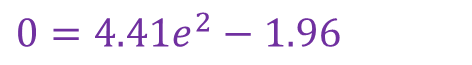 0 = 4.41e² − 1.96